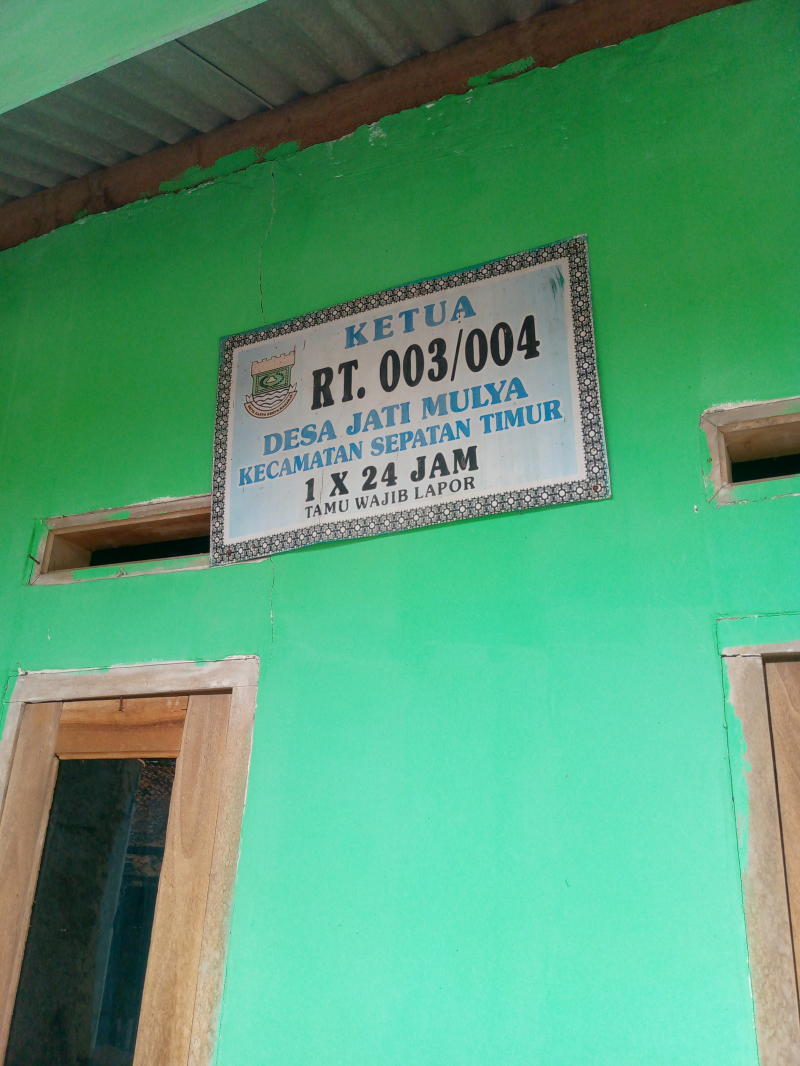 KETUA
RT. 003/004
DESA JATI MULYA
KECAMATAN SEPATAN TIMUR
1 X 24 JAM
TAMU WAJIB LAPOR